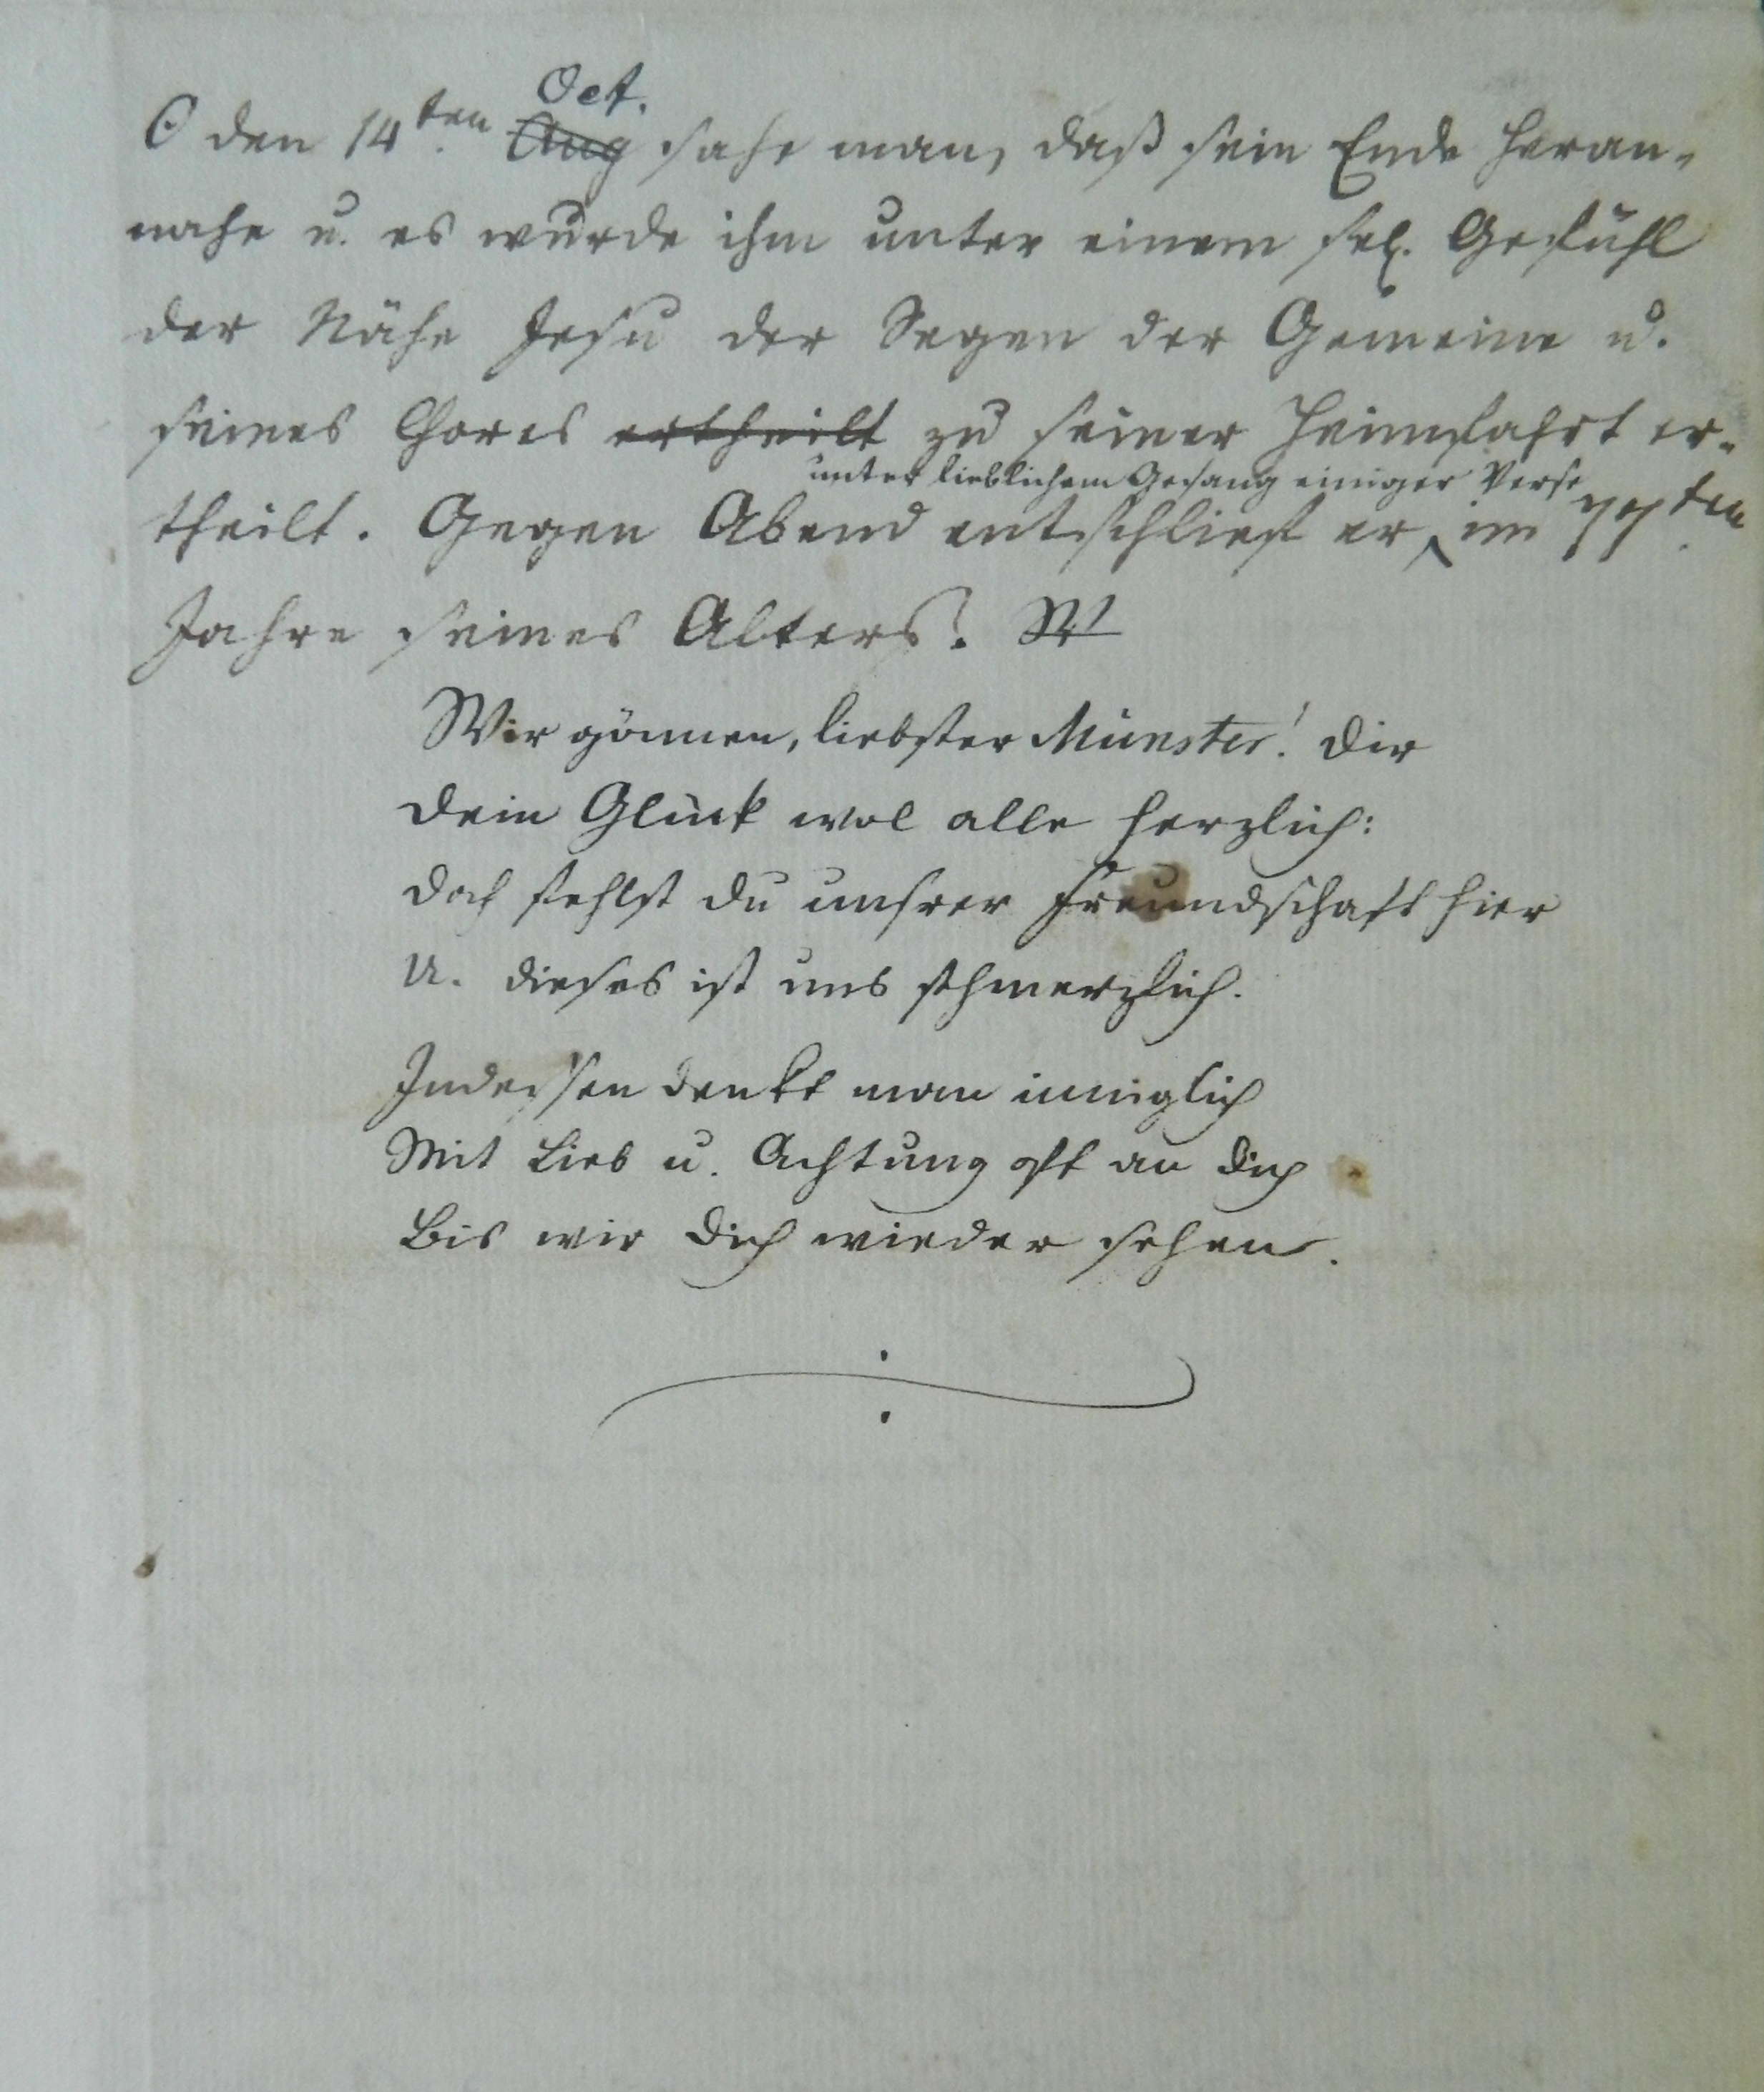 ☉ den 14ten. Aug Oct. sahe man, daß sein Ende heran-
nahe u. es wurde ihm unter einem sel. Gefühl
der Nähe Jesu der Segen der Gemeine u.
seines Chores ertheilt zu seiner Heimfahrt er-
unter lieblichem Gesang einiger Verse
theilt. Gegen Abend entschlief er im 77ten
Jahre seines Alters.
Wir gönnen, liebster Münster! dir
dein Glück wol alle herzlich:
doch fehlst du unsrer Freundschaft hier
U. dieses ist uns schmerzlich.
Indessen denkt man inniglich
Mit Lieb u. Achtung oft an dich
Bis wir dich wieder sehen.